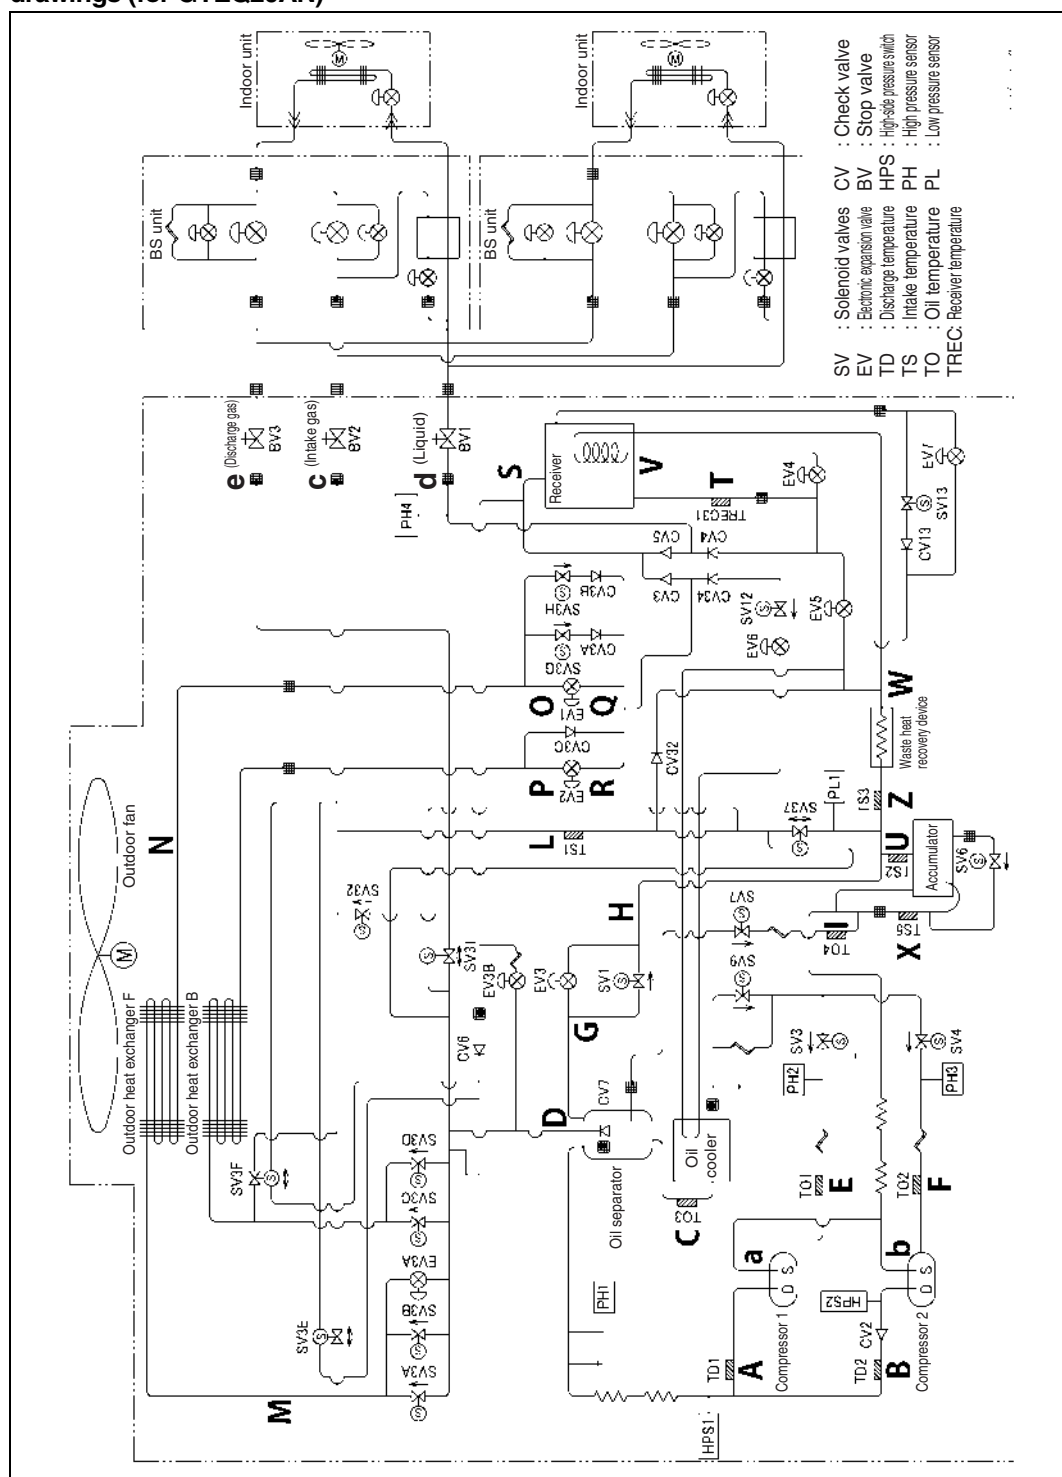 drawings (for
Indoor unit
M
Indoor unit
M
BS unit
BS unit
SV : Solenoid valves
EV : Electronic expansion valve
TD : Discharge temperature
TS : Intake temperature
TO : Oil temperature
TREC: Receiver temperature
CV : Check valve
BV : Stop valve
HPS : High-side pressure switch
PH : High pressure sensor
PL : Low pressure sensor
e (Discharge gas)
BV3
c (Intake gas)
BV2
d (Liquid)
BV1
PH4
S
Receiver
V
T
TREC31
EV4
SV13
CV13
CV5
CV4
CV3
CV34
SV12
EV5
EV6
SV3H
CV3B
SV3G
CV3A
O
EV1
Q
CV3C
P
EV2
R
CV32
W
Waste heat
recovery device
TS3
Z
PL1
SV37
N
Outdoor fan
M
L
TS1
U
TS2
Accumulator
SV6
SV32
H
SV7
I
TO4
TS5
X
SV3I
EV3B
EV3
SV1
SV9
G
CV6
CV7
D
SV3
PH2
SV4
PH3
Outdoor heat exchanger F
Outdoor heat exchanger B
SV3F
SV3D
SV3C
EV3A
SV3B
SV3A
SV3E
M
Oil separator
Oil
cooler
C
TO3
TO1
E
TO2
F
PH1
a
D S
Compressor 1
b
D S
Compressor 2
HPS2
CV2
TD1
A
TD2
B
HPS1